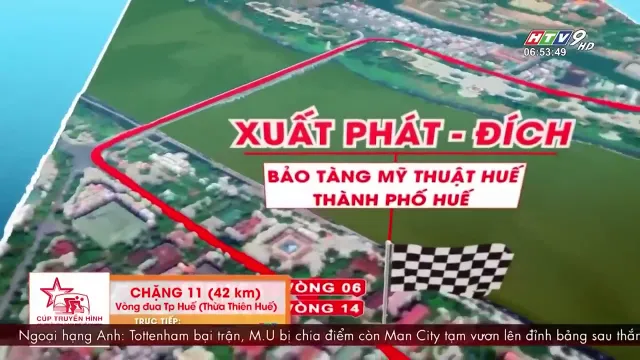 HTV9 HD
06:53:49
XUẤT PHÁT - ĐÍCH
BẢO TÀNG MỸ THUẬT HUẾ
THÀNH PHỐ HUẾ
VÒNG 06
VÒNG 14
CHẶNG 11 (42 km)
Vòng đua Tp Huế (Thừa Thiên Huế)
TRỰC TIẾP:
CÚP TRUYỀN HÌNH
Ngoại hạng Anh: Tottenham bại trận, M.U bị chia điểm còn Man City tạm vươn lên đỉnh bảng sau thắ